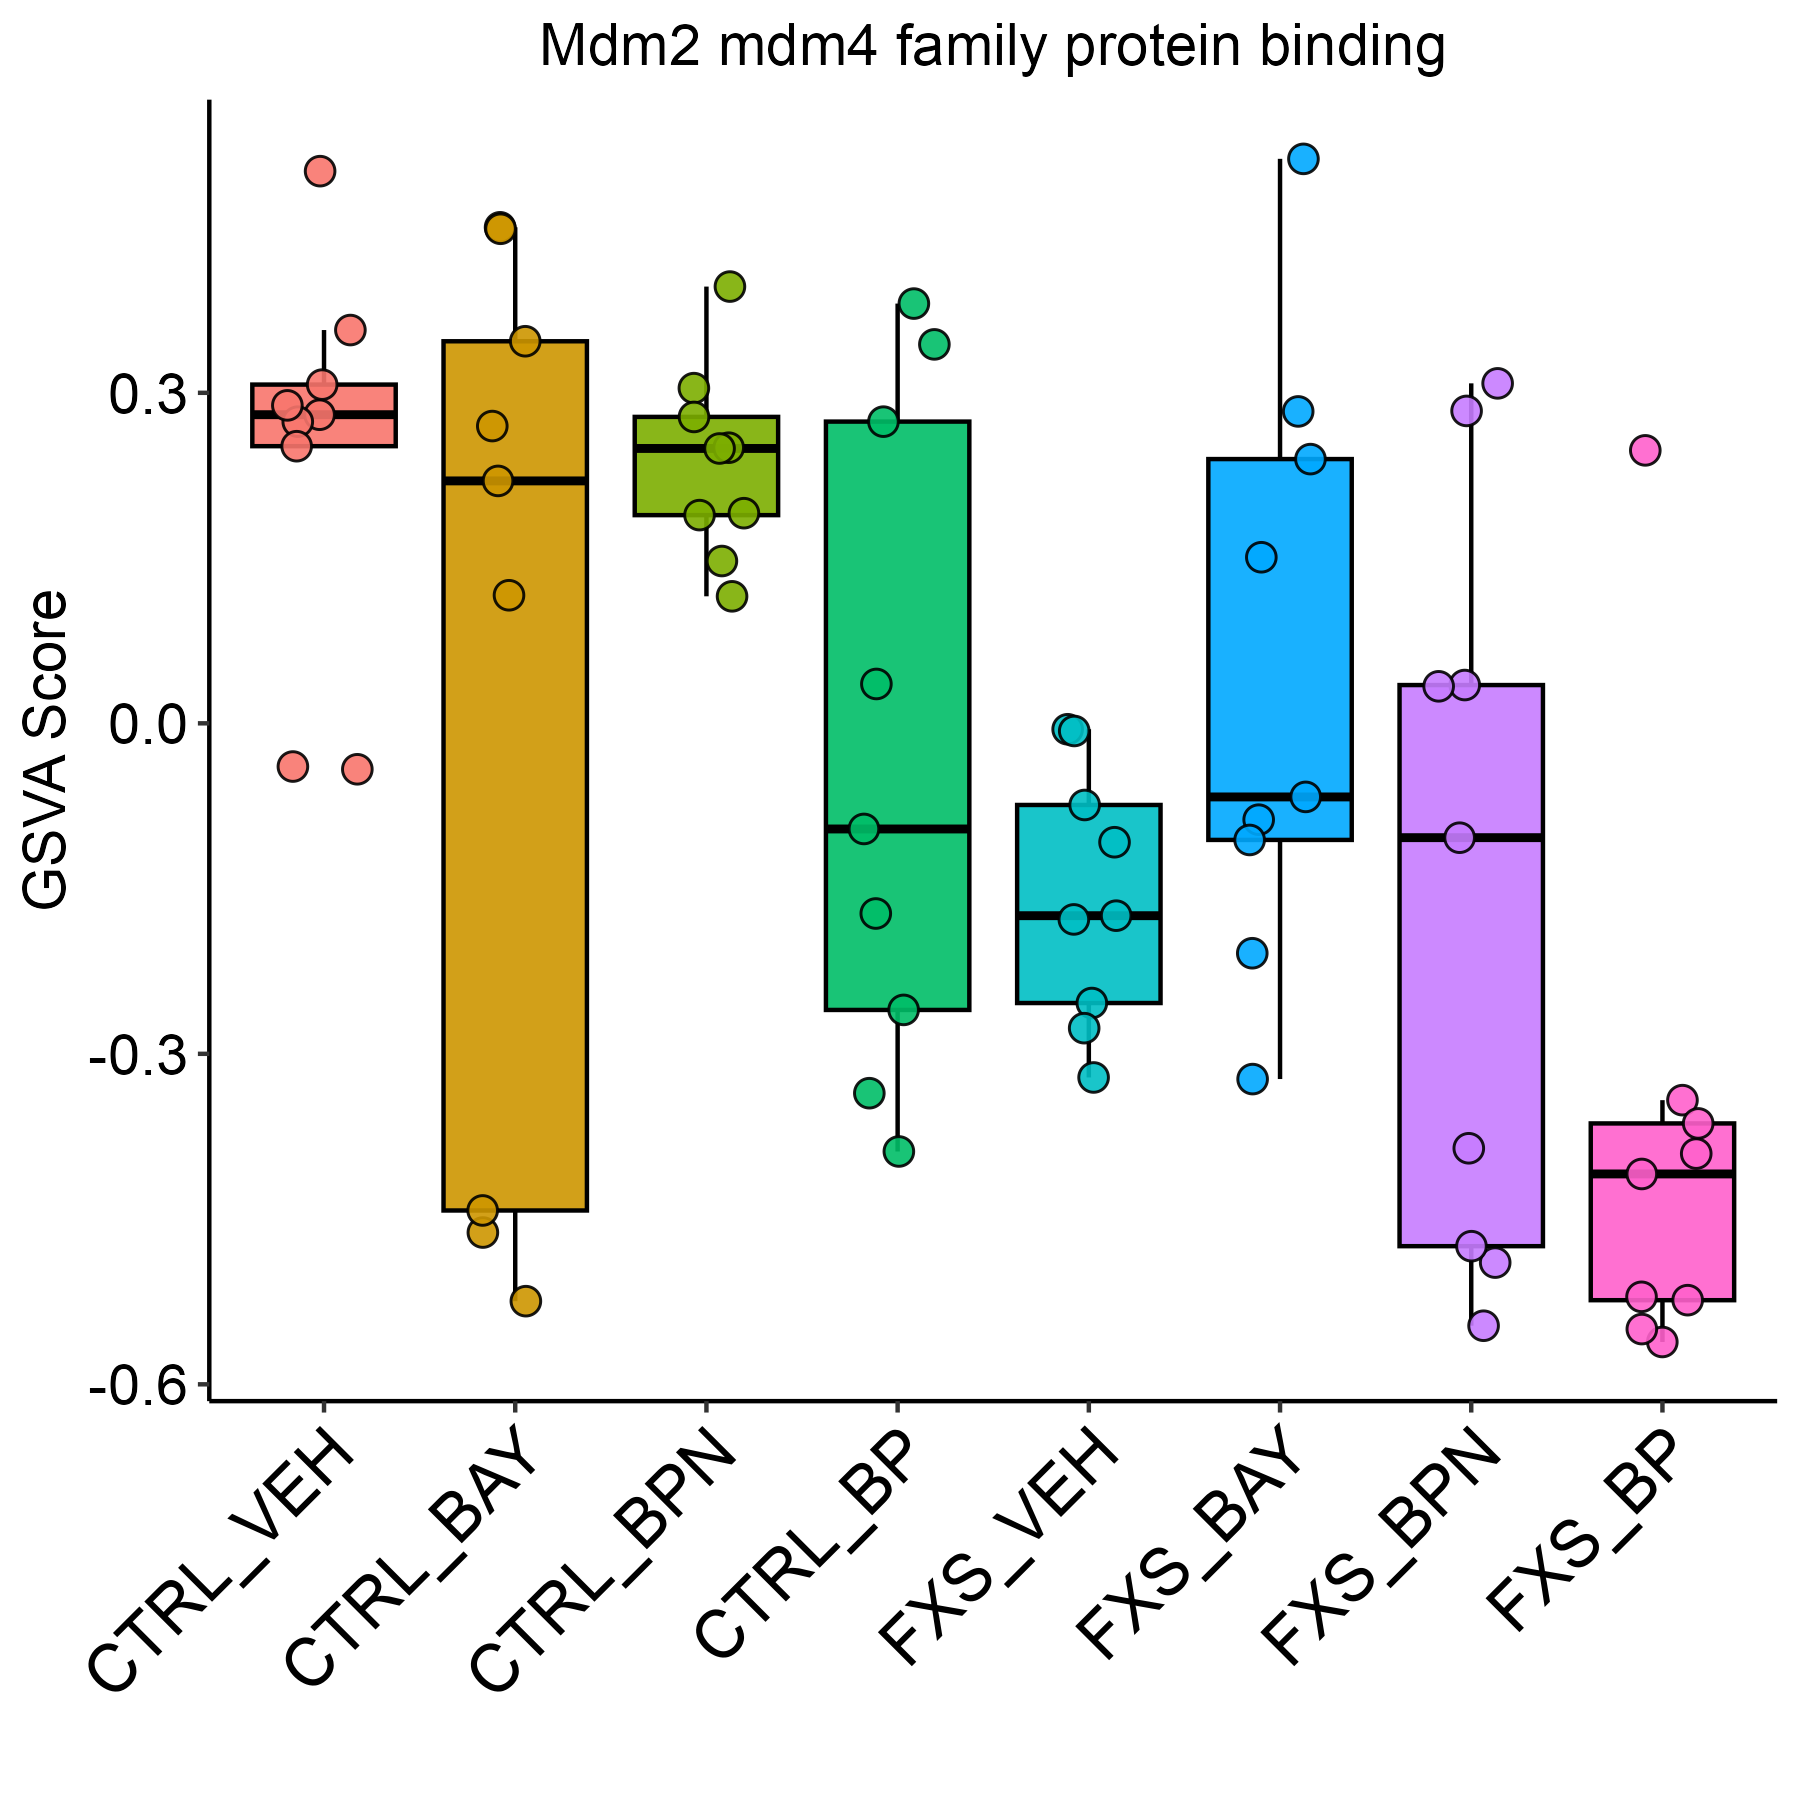 Mdm2 mdm4 family protein binding
GSVA Score
0.3
0.0
-0.3
-0.6
CTRL_VEH
CTRL_BAY
CTRL_BPN
CTRL_BP
FXS_VEH
FXS_BAY
FXS_BPN
FXS_BP